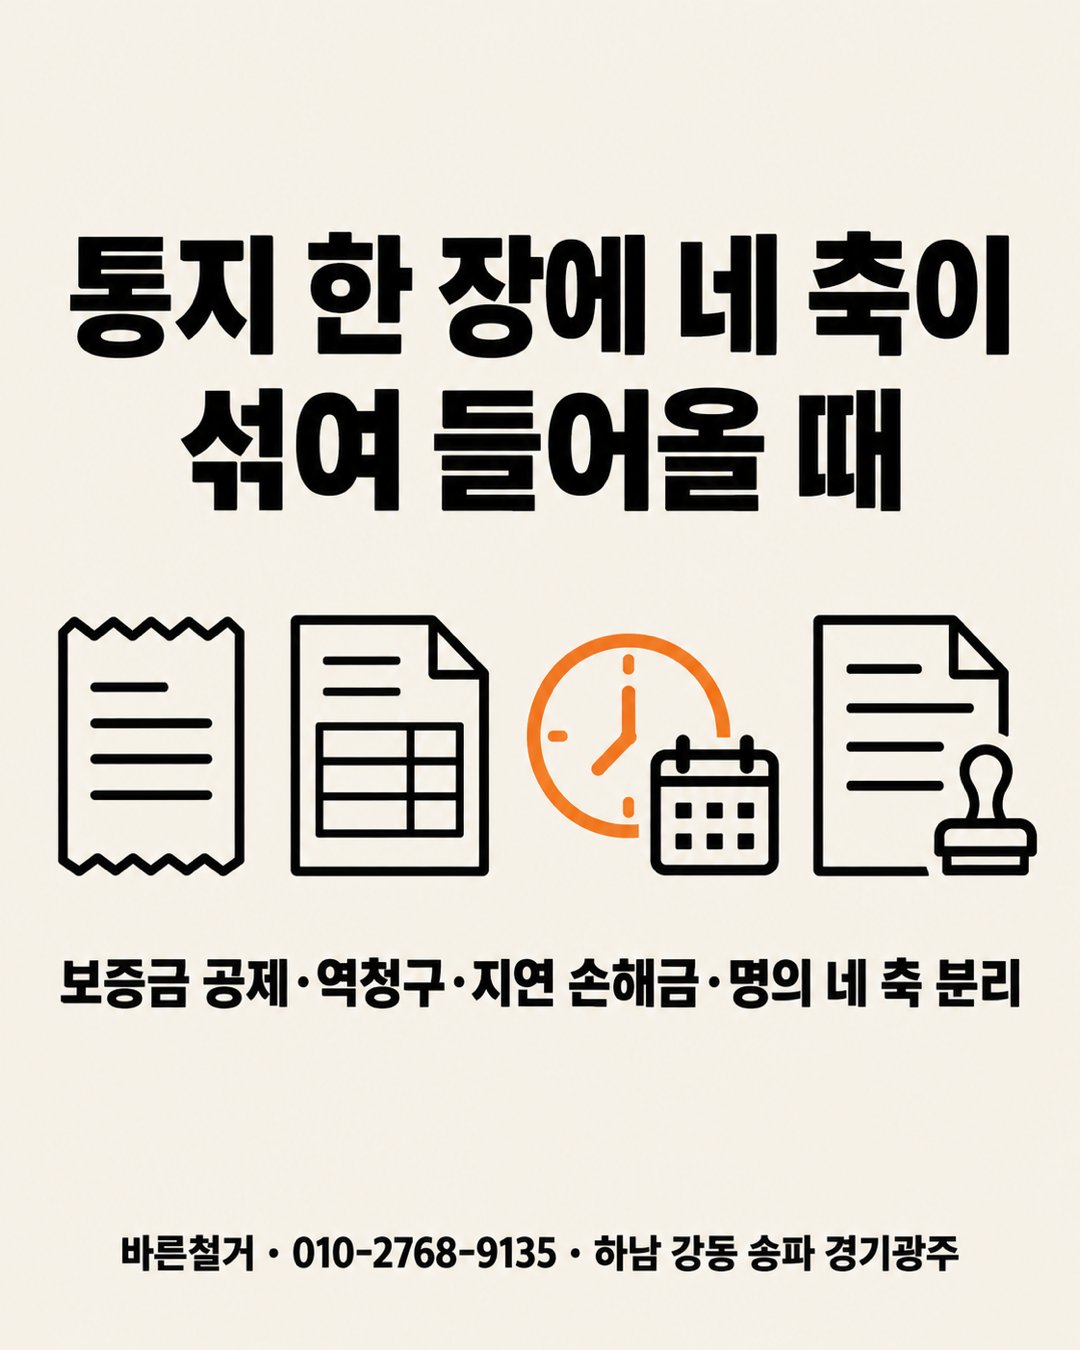 통지 한 장에 네 축이
섞여 들어올 때
보증금 공제·역청구·지연 손해금·명의 네 축 분리
바른철거 · 010-2768-9135 · 하남 강동 송파 경기광주